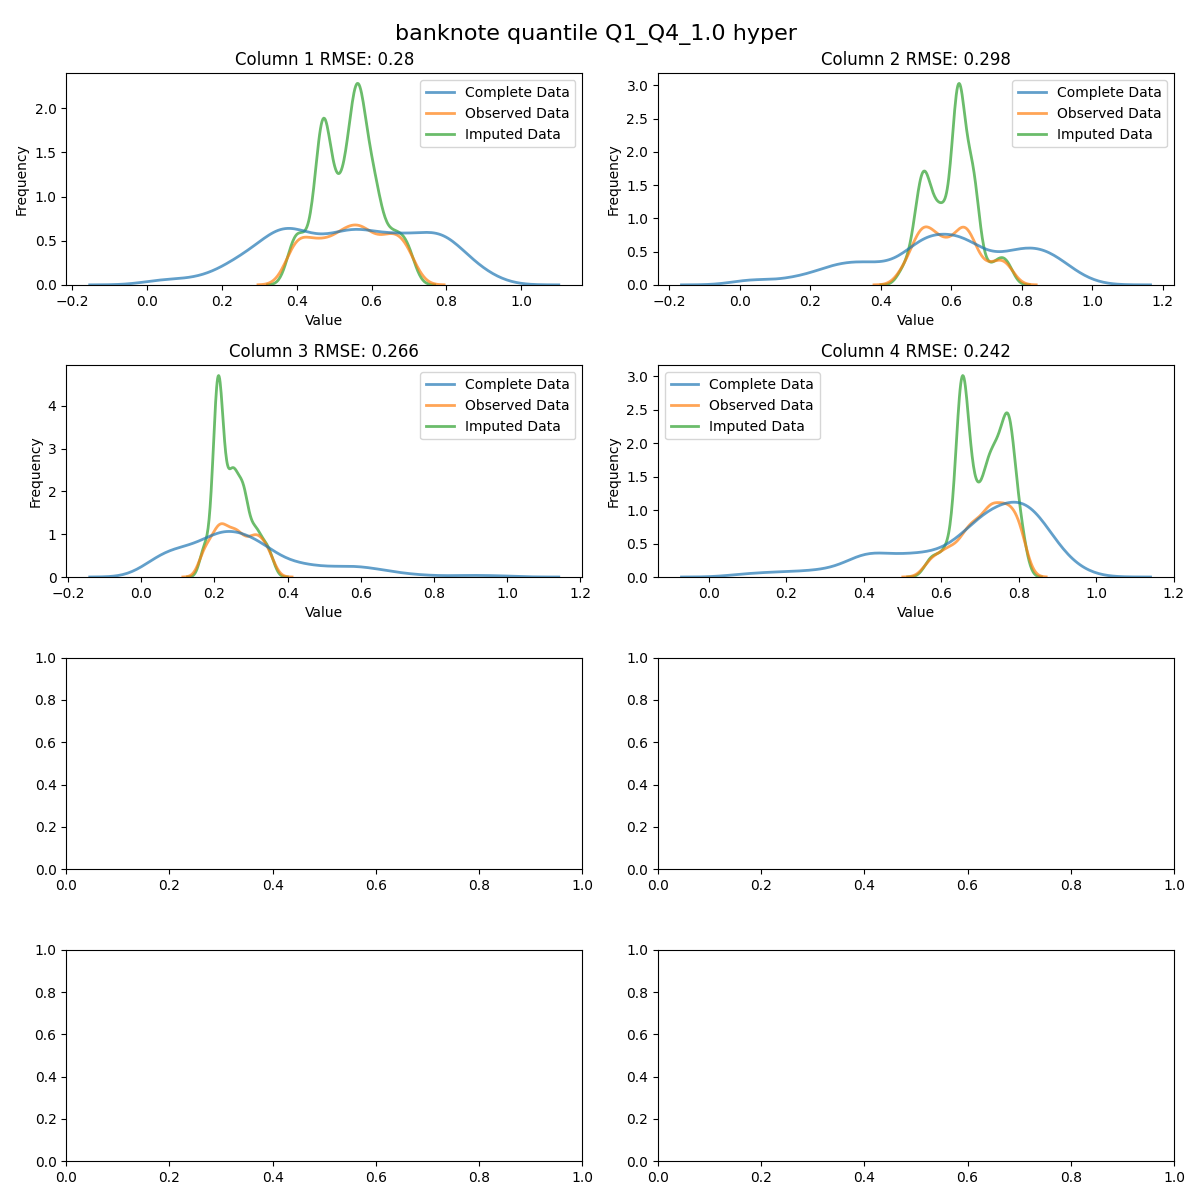 banknote quantile Q1_Q4_1.0 hyper
Column 1 RMSE: 0.28
Frequency
2.0
1.5
1.0
0.5
0.0
Complete Data
Observed Data
Imputed Data
−0.2 0.0 0.2 0.4 0.6 0.8 1.0
Value
Column 2 RMSE: 0.298
Frequency
3.0
2.5
2.0
1.5
1.0
0.5
0.0
Complete Data
Observed Data
Imputed Data
−0.2 0.0 0.2 0.4 0.6 0.8 1.0 1.2
Value
Column 3 RMSE: 0.266
Frequency
4
3
2
1
0
Complete Data
Observed Data
Imputed Data
−0.2 0.0 0.2 0.4 0.6 0.8 1.0 1.2
Value
Column 4 RMSE: 0.242
Frequency
3.0
2.5
2.0
1.5
1.0
0.5
0.0
Complete Data
Observed Data
Imputed Data
0.0 0.2 0.4 0.6 0.8 1.0 1.2
Value
1.0
0.8
0.6
0.4
0.2
0.0
0.0 0.2 0.4 0.6 0.8 1.0
1.0
0.8
0.6
0.4
0.2
0.0
0.0 0.2 0.4 0.6 0.8 1.0
1.0
0.8
0.6
0.4
0.2
0.0
0.0 0.2 0.4 0.6 0.8 1.0
1.0
0.8
0.6
0.4
0.2
0.0
0.0 0.2 0.4 0.6 0.8 1.0